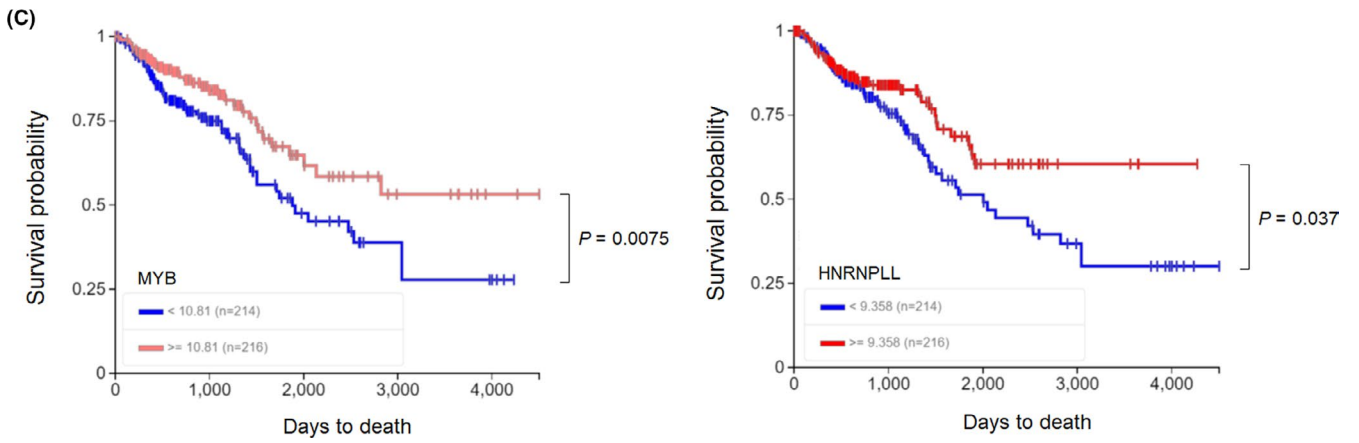 (C)
Survival probability
1
0.75
0.5
0.25
0
MYB
< 10.81 (n=214)
>= 10.81 (n=216)
0 1,000 2,000 3,000 4,000
Days to death
P = 0.0075
Survival probability
1
0.75
0.5
0.25
0
HNRNPLL
< 9.358 (n=214)
>= 9.358 (n=216)
0 1,000 2,000 3,000 4,000
Days to death
P = 0.037